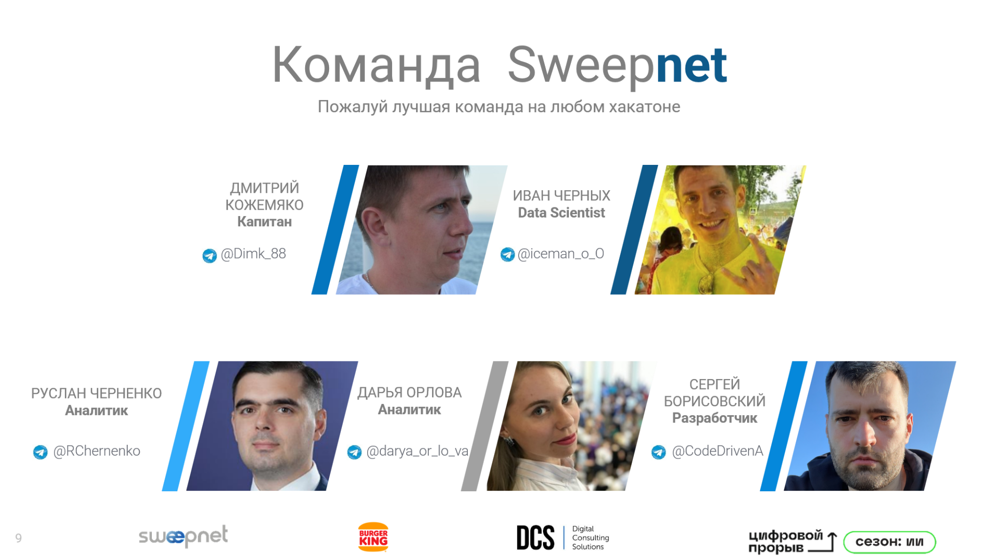 Команда Sweepnet
Пожалуй лучшая команда на любом хакатоне
ДМИТРИЙ
КОЖЕМЯКО
Капитан
@Dimk_88
ИВАН ЧЕРНЫХ
Data Scientist
@iceman_o_O
РУСЛАН ЧЕРНЕНКО
Аналитик
@RChernenko
ДАРЬЯ ОРЛОВА
Аналитик
@darya_or_lo_va
СЕРГЕЙ
БОРИСОВСКИЙ
Разработчик
@CodeDrivenA
9
sweepnet
BURGER
KING
DCS
Digital
Consulting
Solutions
цифровой
прорыв
сезон: ии